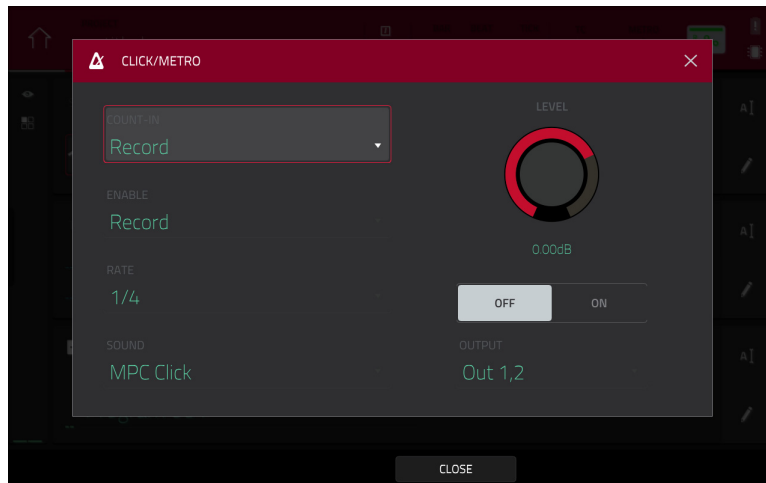 CLICK/METRO
COUNT-IN
Record
LEVEL
ENABLE
Record
0.00dB
RATE
1/4
OFF
ON
SOUND
MPC Click
OUTPUT
Out 1,2
CLOSE